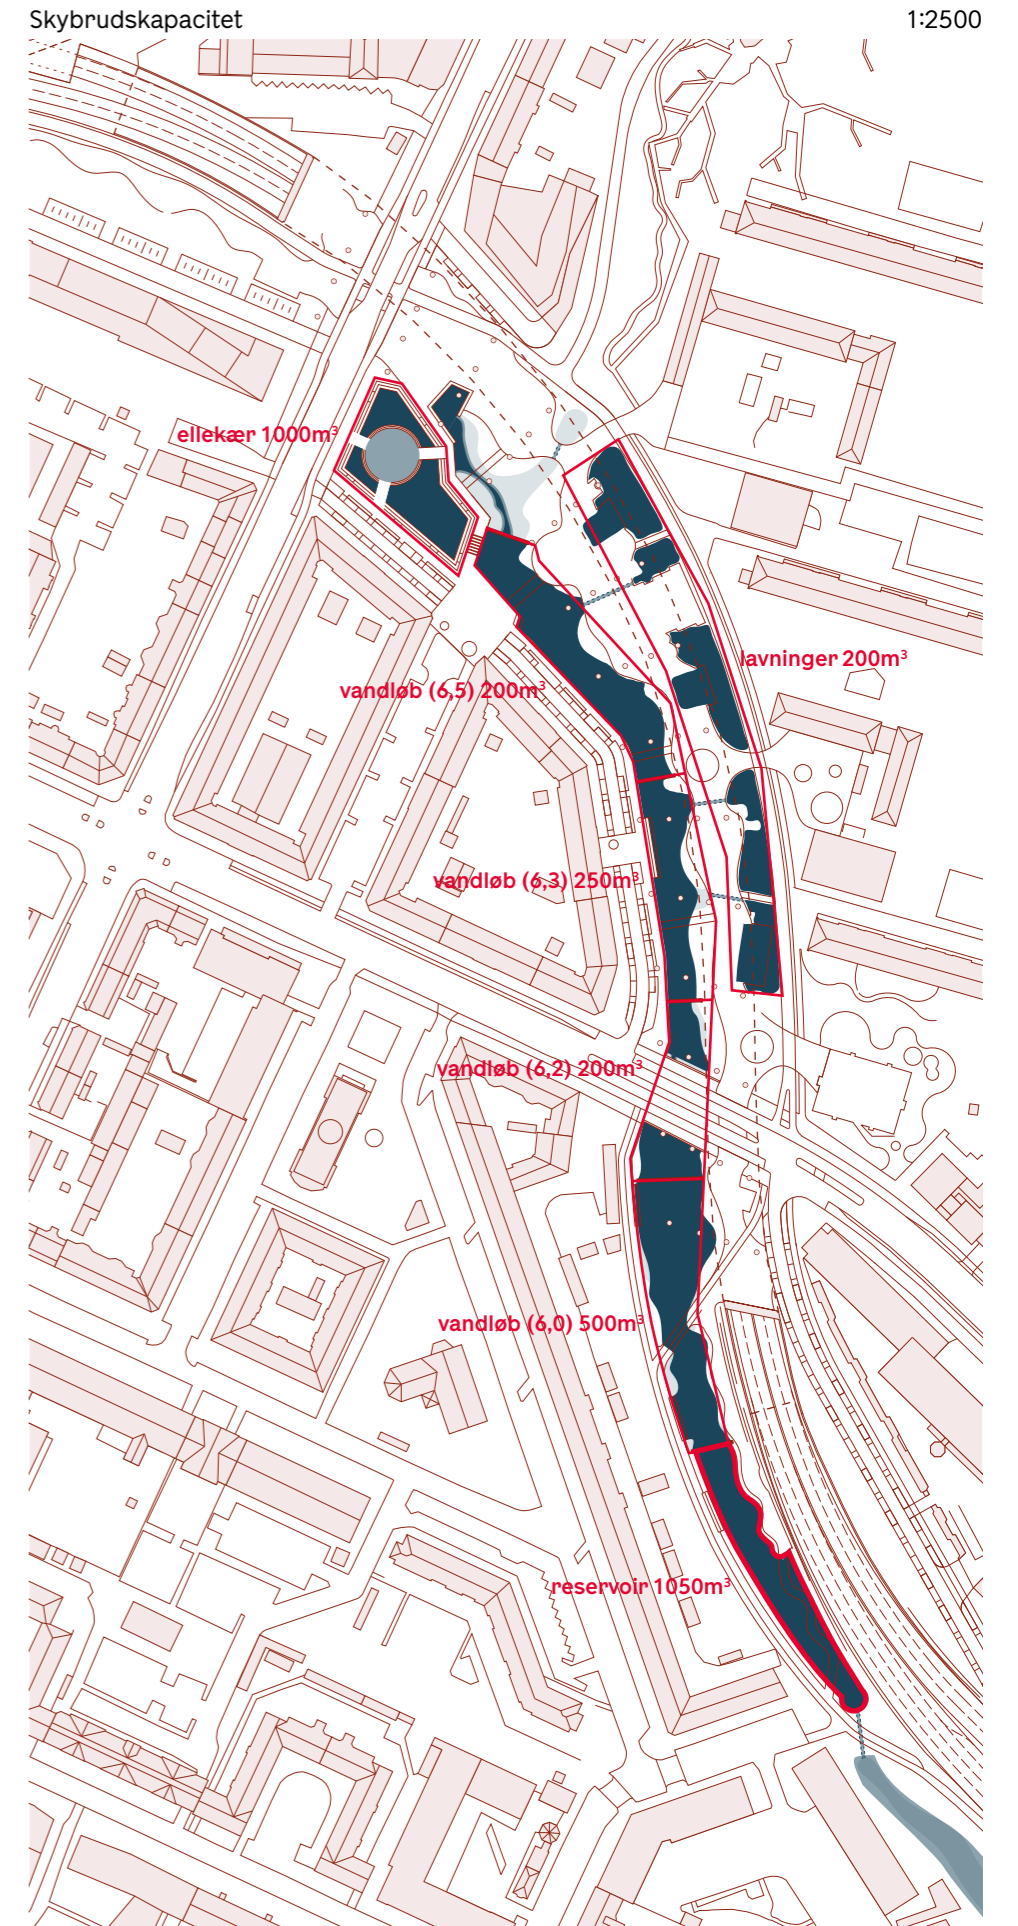 Skybrudskapacitet
1:2500
ellekær 1000m³
lavninger 200m³
vandløb (6,5) 200m³
vandløb (6,3) 250m³
vandløb (6,2) 200m³
vandløb (6,0) 500m³
reservoir 1050m³